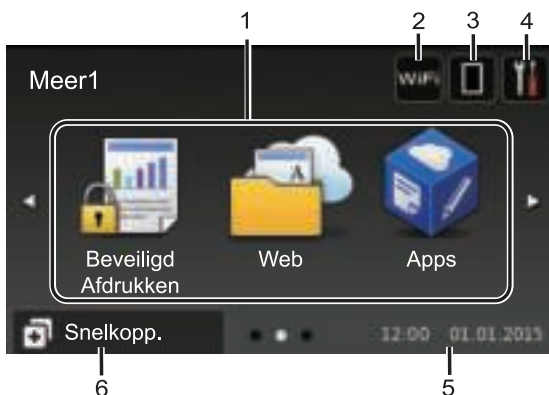 1 2 3 4
Meer1
WiFi
A
Beveiligd
Afdrukken
Web
Apps
Snelkopp.
12:00 01.01.2015
6 5